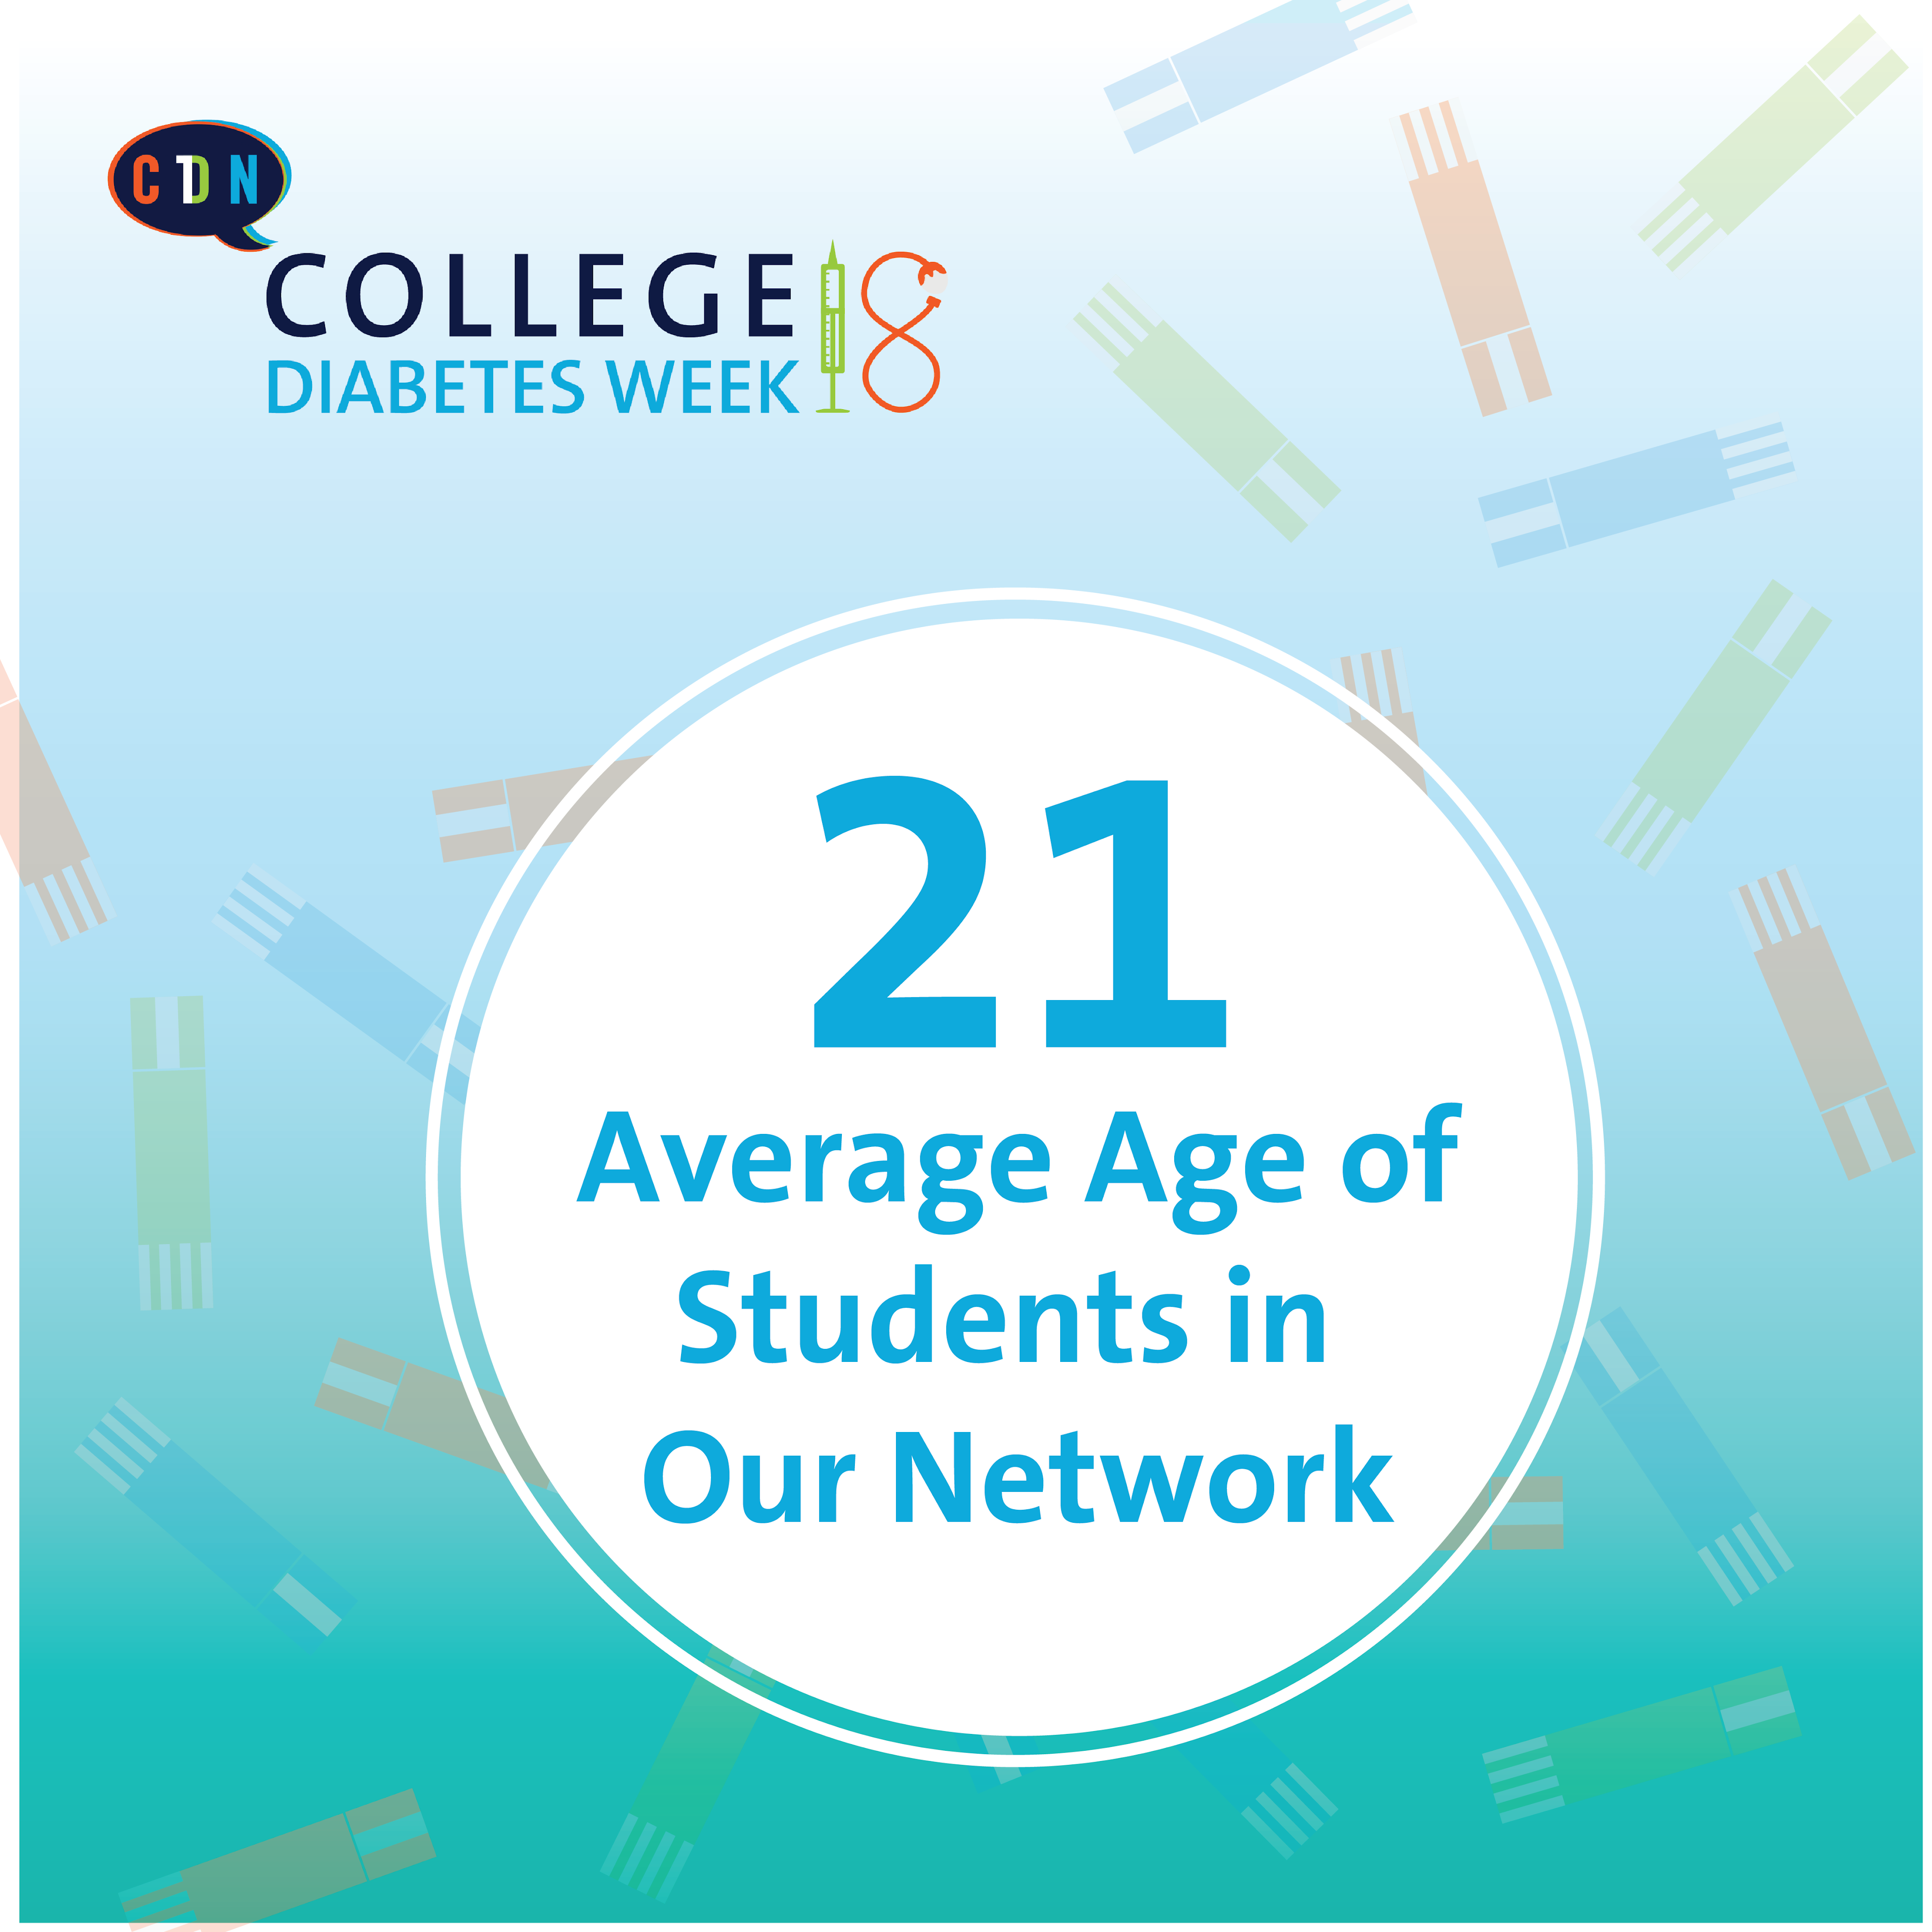 CDN
COLLEGE
DIABETES WEEK 18
21
Average Age of
Students in
Our Network